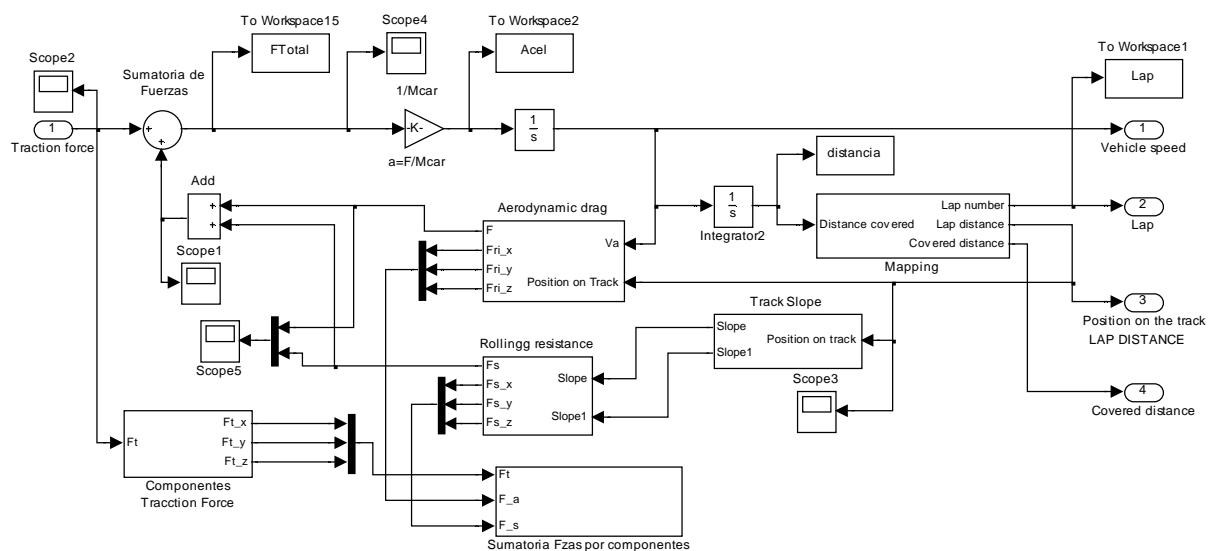 To Workspace15
FTotal
Scope4
To Workspace2
Acel
To Workspace1
Lap
Scope2
Sumatoria de
Fuerzas
1/Mcar
1
Traction force
+
+
-K-
a=F/Mcar
1
s
1
Vehicle speed
distancia
Add
+
+
Scope1
Aerodynamic drag
F
Fri_x
Fri_y
Fri_z
Va
Position on Track
1
s
Integrator2
Distance covered
Lap number
Lap distance
Covered distance
Mapping
2
Lap
3
Position on the track
LAP DISTANCE
Track Slope
Slope
Slope1
Position on track
Scope5
Rollingg resistance
Fs
Fs_x
Fs_y
Fs_z
Slope
Slope1
Scope3
4
Covered distance
Ft
Ft_x
Ft_y
Ft_z
Componentes
Tracction Force
Ft
F_a
F_s
Sumatoria Fzas por componentes